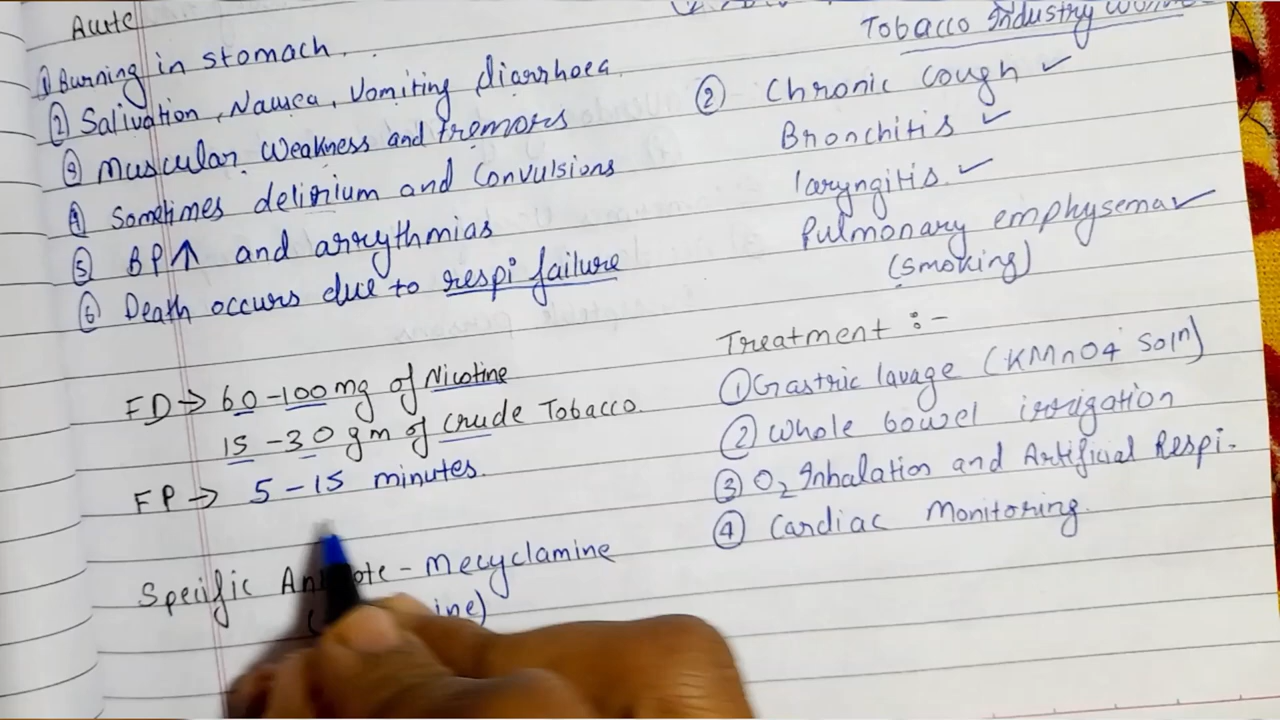 Acute
① Burning in stomach.
② Salivation, Nausea, Vomiting diarrhoea
③ Muscular Weakness and tremors
④ Sometimes delirium and Convulsions
⑤ BP↑ and arrythmias
⑥ Death occurs due to respi failure
FD → 60-100 mg of Nicotine
15-30 gm of crude Tobacco.
FP → 5-15 minutes.
Specific - Mecyclamine
Tobacco Industry
② Chronic cough ✓
Bronchitis ✓
laryngitis. ✓
Pulmonary emphysema ✓
(Smoking)
Treatment :-
① Gastric lavage (KMnO4 Soln)
② Whole bowel irrigation
③ O2 Inhalation and Artificial Respi.
④ Cardiac Monitoring.